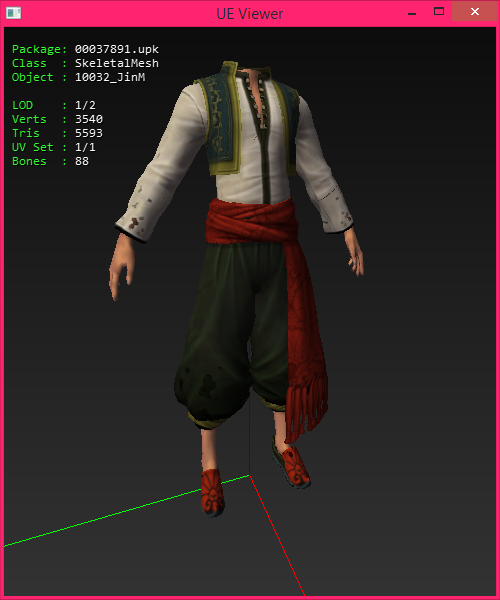 UE Viewer
Package: 00037891.upk
Class : SkeletalMesh
Object : 10032_JinM
LOD : 1/2
Verts : 3540
Tris : 5593
UV Set : 1/1
Bones : 88